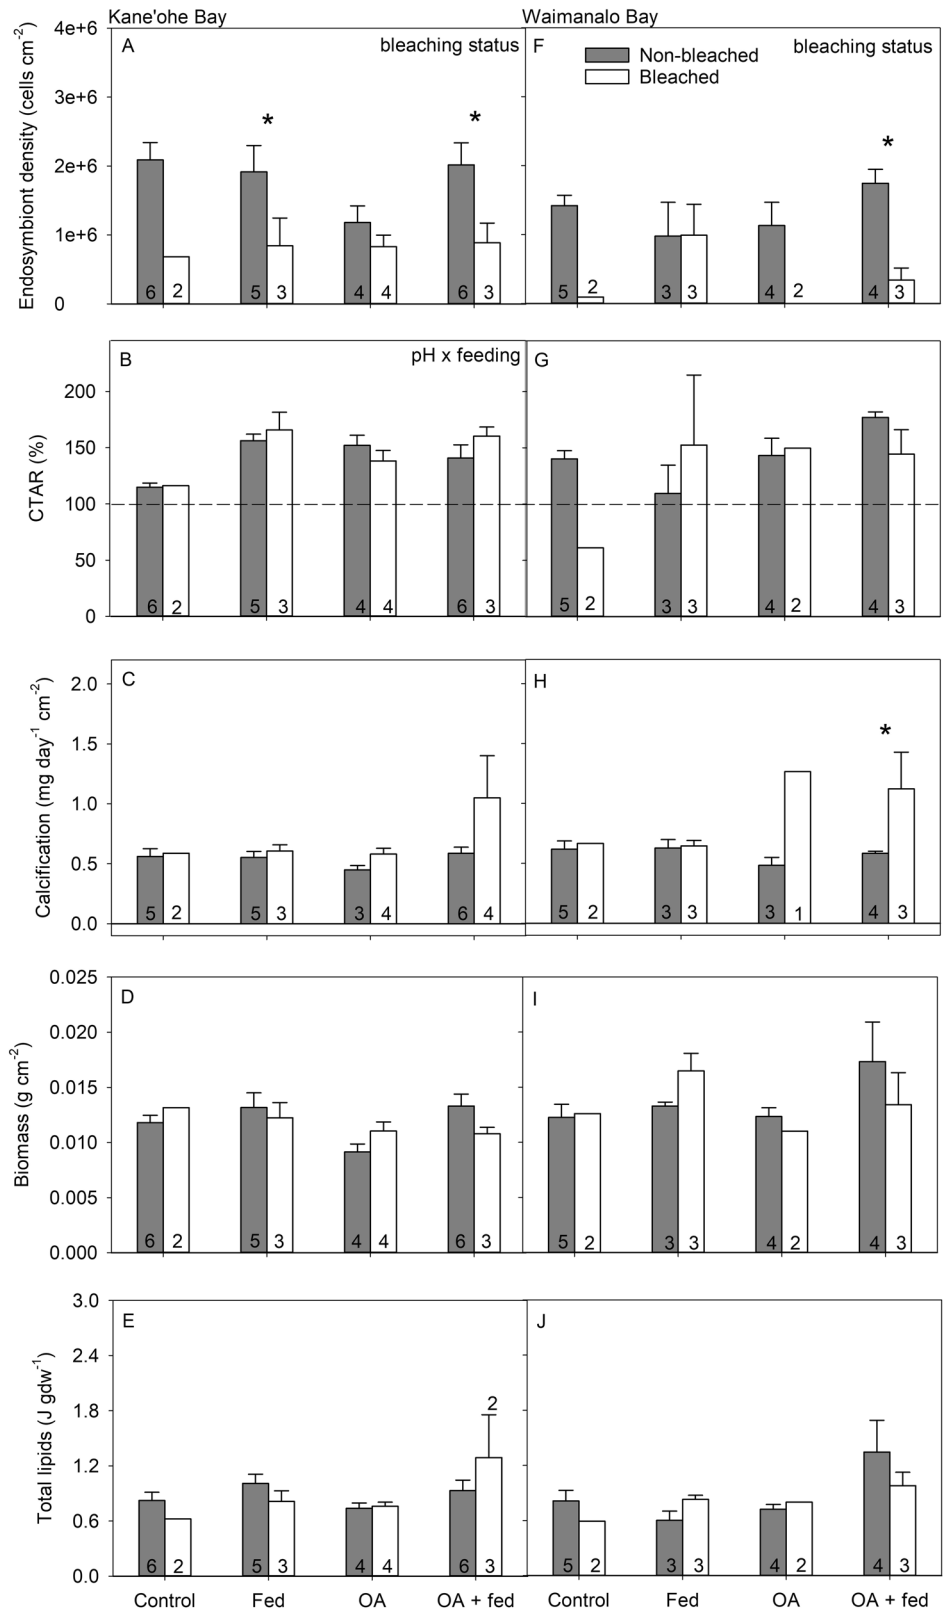 Kane'ohe Bay
Waimanalo Bay
Endosymbiont density (cells cm-2)
4e+6
3e+6
2e+6
1e+6
0
A
bleaching status
*
*
6 2 5 3 4 4 6 3
F
bleaching status
Non-bleached
Bleached
*
5 2 3 3 4 2 4 3
CTAR (%)
200
150
100
50
0
B
pH x feeding
6 2 5 3 4 4 6 3
G
5 2 3 3 4 2 4 3
Calcification (mg day-1 cm-2)
2.0
1.5
1.0
0.5
0.0
C
5 2 5 3 3 4 6 4
H
*
5 2 3 3 3 1 4 3
Biomass (g cm-2)
0.025
0.020
0.015
0.010
0.005
0.000
D
6 2 5 3 4 4 6 3
I
5 2 3 3 4 2 4 3
Total lipids (J gdw-1)
3.0
2.4
1.8
1.2
0.6
0.0
E
2
6 2 5 3 4 4 6 3
J
5 2 3 3 4 2 4 3
Control Fed OA OA + fed Control Fed OA OA + fed